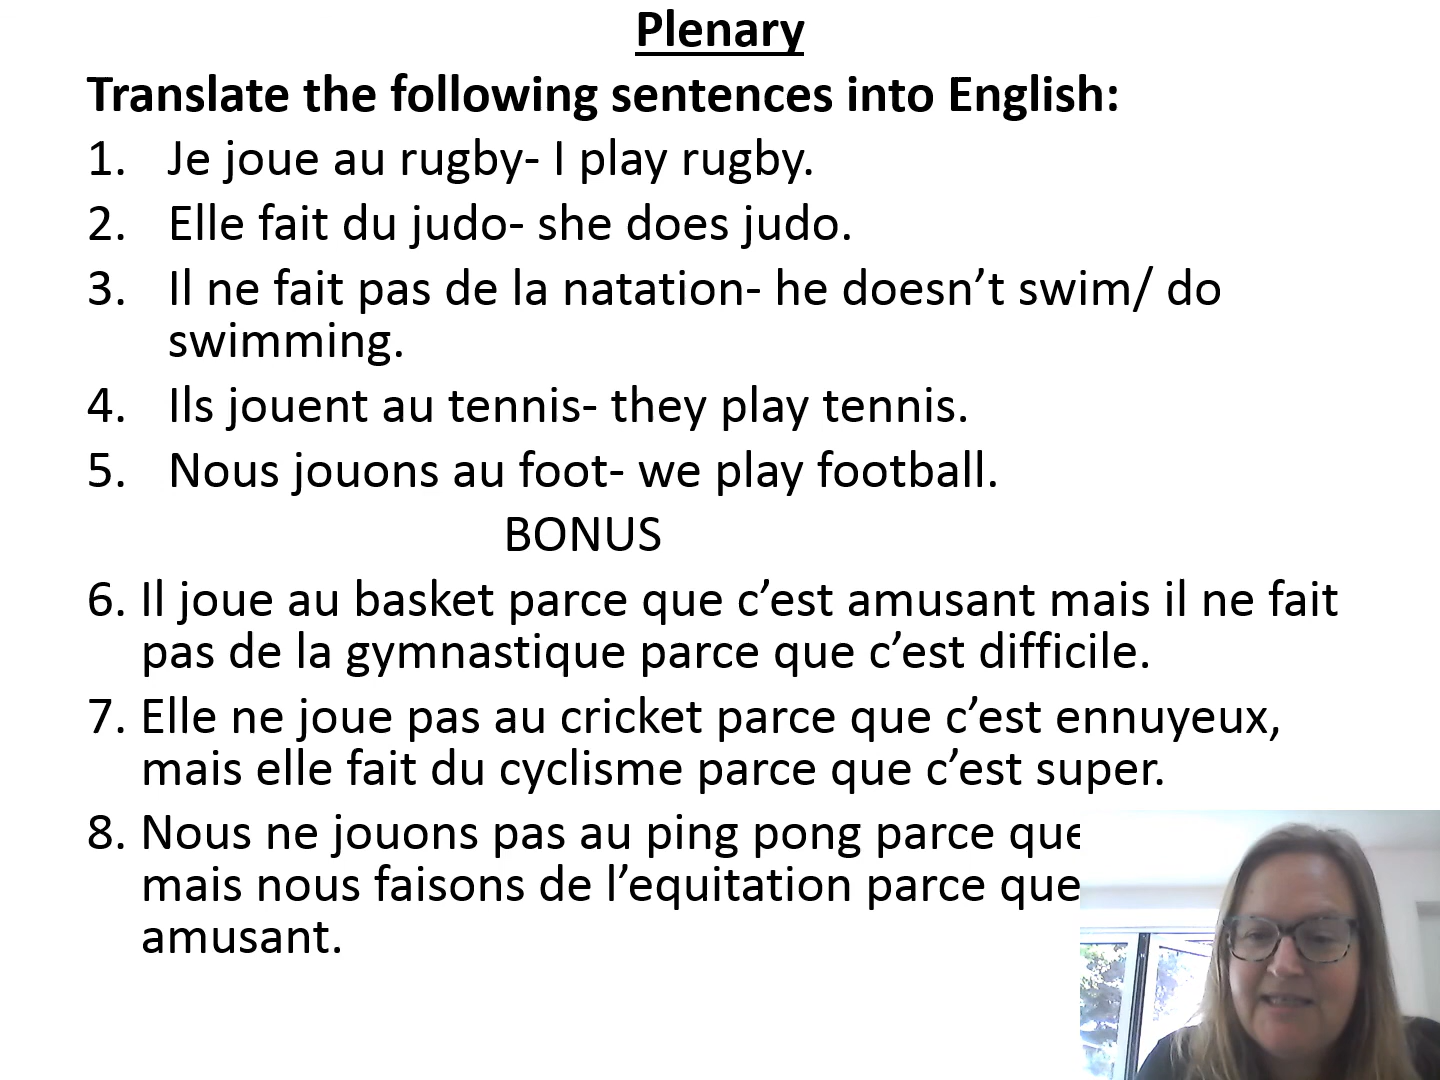 Plenary
Translate the following sentences into English:
1. Je joue au rugby- I play rugby.
2. Elle fait du judo- she does judo.
3. Il ne fait pas de la natation- he doesn’t swim/ do
swimming.
4. Ils jouent au tennis- they play tennis.
5. Nous jouons au foot- we play football.
BONUS
6. Il joue au basket parce que c’est amusant mais il ne fait
pas de la gymnastique parce que c’est difficile.
7. Elle ne joue pas au cricket parce que c’est ennuyeux,
mais elle fait du cyclisme parce que c’est super.
8. Nous ne jouons pas au ping pong parce que
mais nous faisons de l’equitation parce que
amusant.